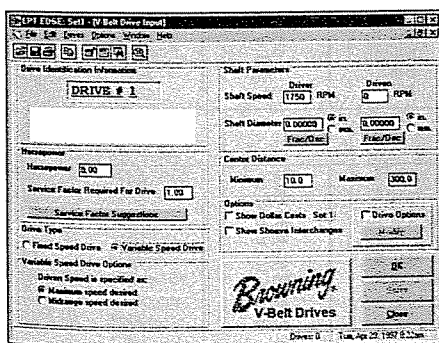 EPT EDSE: Set1 - [V Belt Drive Input]
File Edit Drives Options Window Help
Drive Identification Information
DRIVE # 1
Horsepower
Horsepower 5.00
Service Factor Required For Drive 1.00
Service Factor Suggestions
Drive Type
Fixed Speed Drive Variable Speed Drive
Variable Speed Drive Options
Driven Speed is specified as:
Maximum speed desired
Midrange speed desired
Shaft Parameters
Driver Driven
Shaft Speed 1750 RPM 0 RPM
Shaft Diameter 0.00000 in. mm. 0.00000 in. mm.
Frac/Dec Frac/Dec
Center Distance
Minimum 10.0 Maximum 300.0
Options
Show Dollar Costs Set 1
Show Sheave Interchanges
Drive Options
Modify
Browning
V-Belt Drives
OK
Close
Drives: 0 Tue, Apr 29, 1997